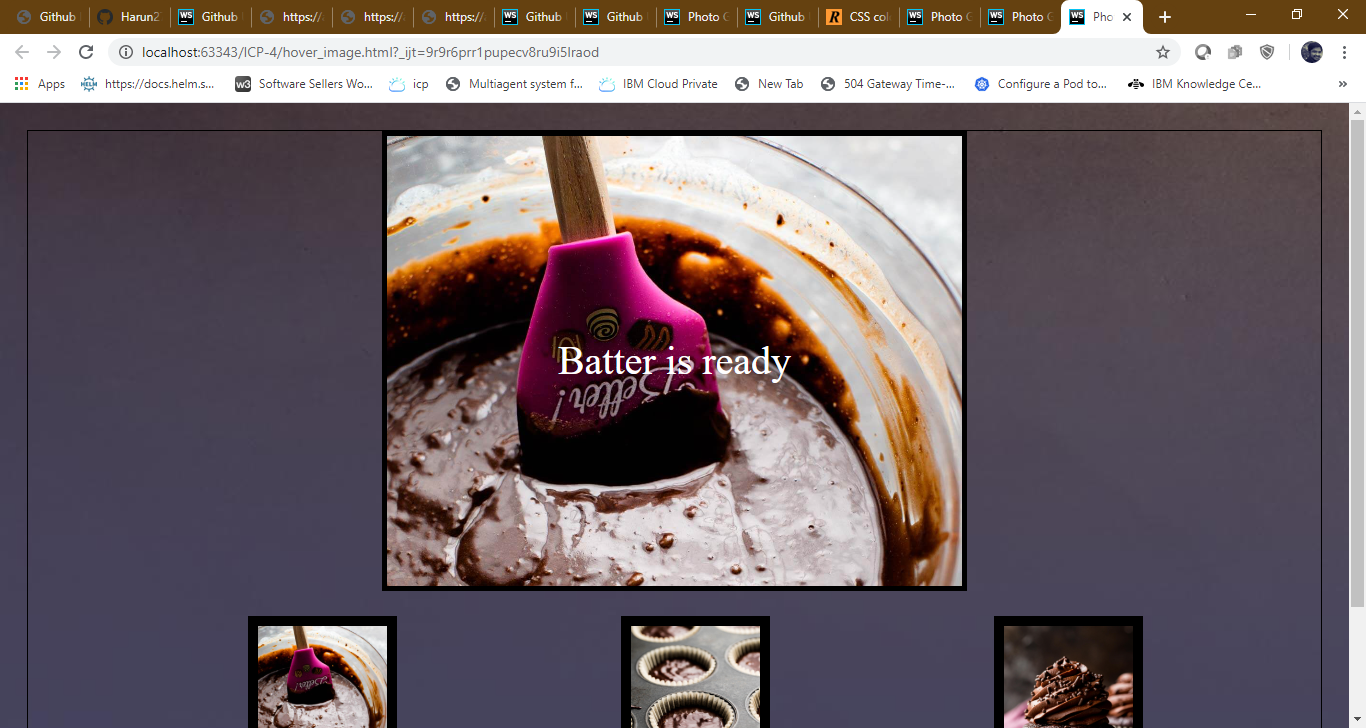 Github
Harun2
Github
https://
https://
https://
Github
Github
Photo G
Github
CSS col
Photo G
Photo G
Pho
localhost:63343/ICP-4/hover_image.html?_ijt=9r9r6prr1pupecv8ru9i5lraod
Apps
HELM
https://docs.helm.s...
w3
Software Sellers Wo...
icp
Multiagent system f...
IBM Cloud Private
New Tab
504 Gateway Time-...
Configure a Pod to...
IBM Knowledge Ce...
»
Batter is ready